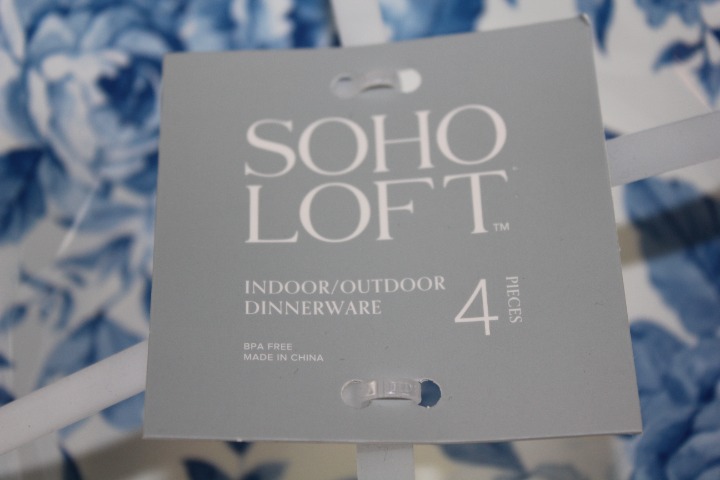 SOHO
LOFT™
INDOOR/OUTDOOR
DINNERWARE
4 PIECES
BPA FREE
MADE IN CHINA